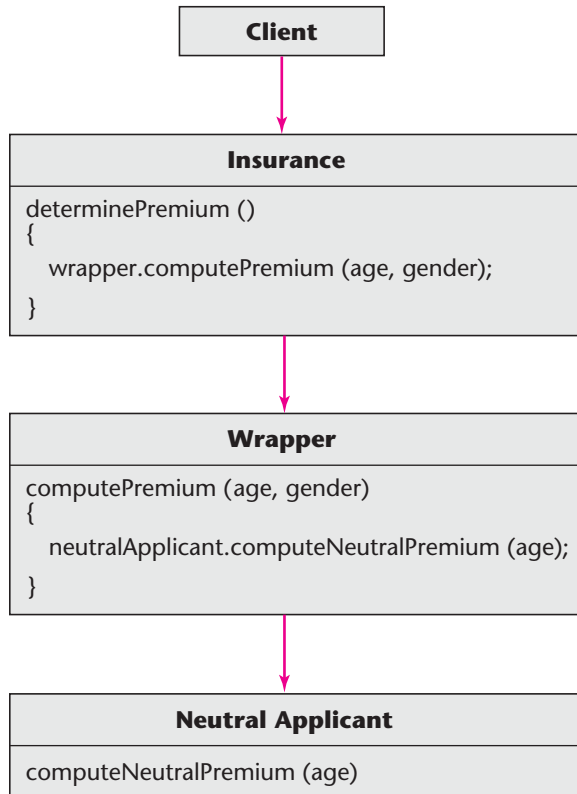 Client
Insurance
determinePremium ()
{
wrapper.computePremium (age, gender);
}
Wrapper
computePremium (age, gender)
{
neutralApplicant.computeNeutralPremium (age);
}
Neutral Applicant
computeNeutralPremium (age)